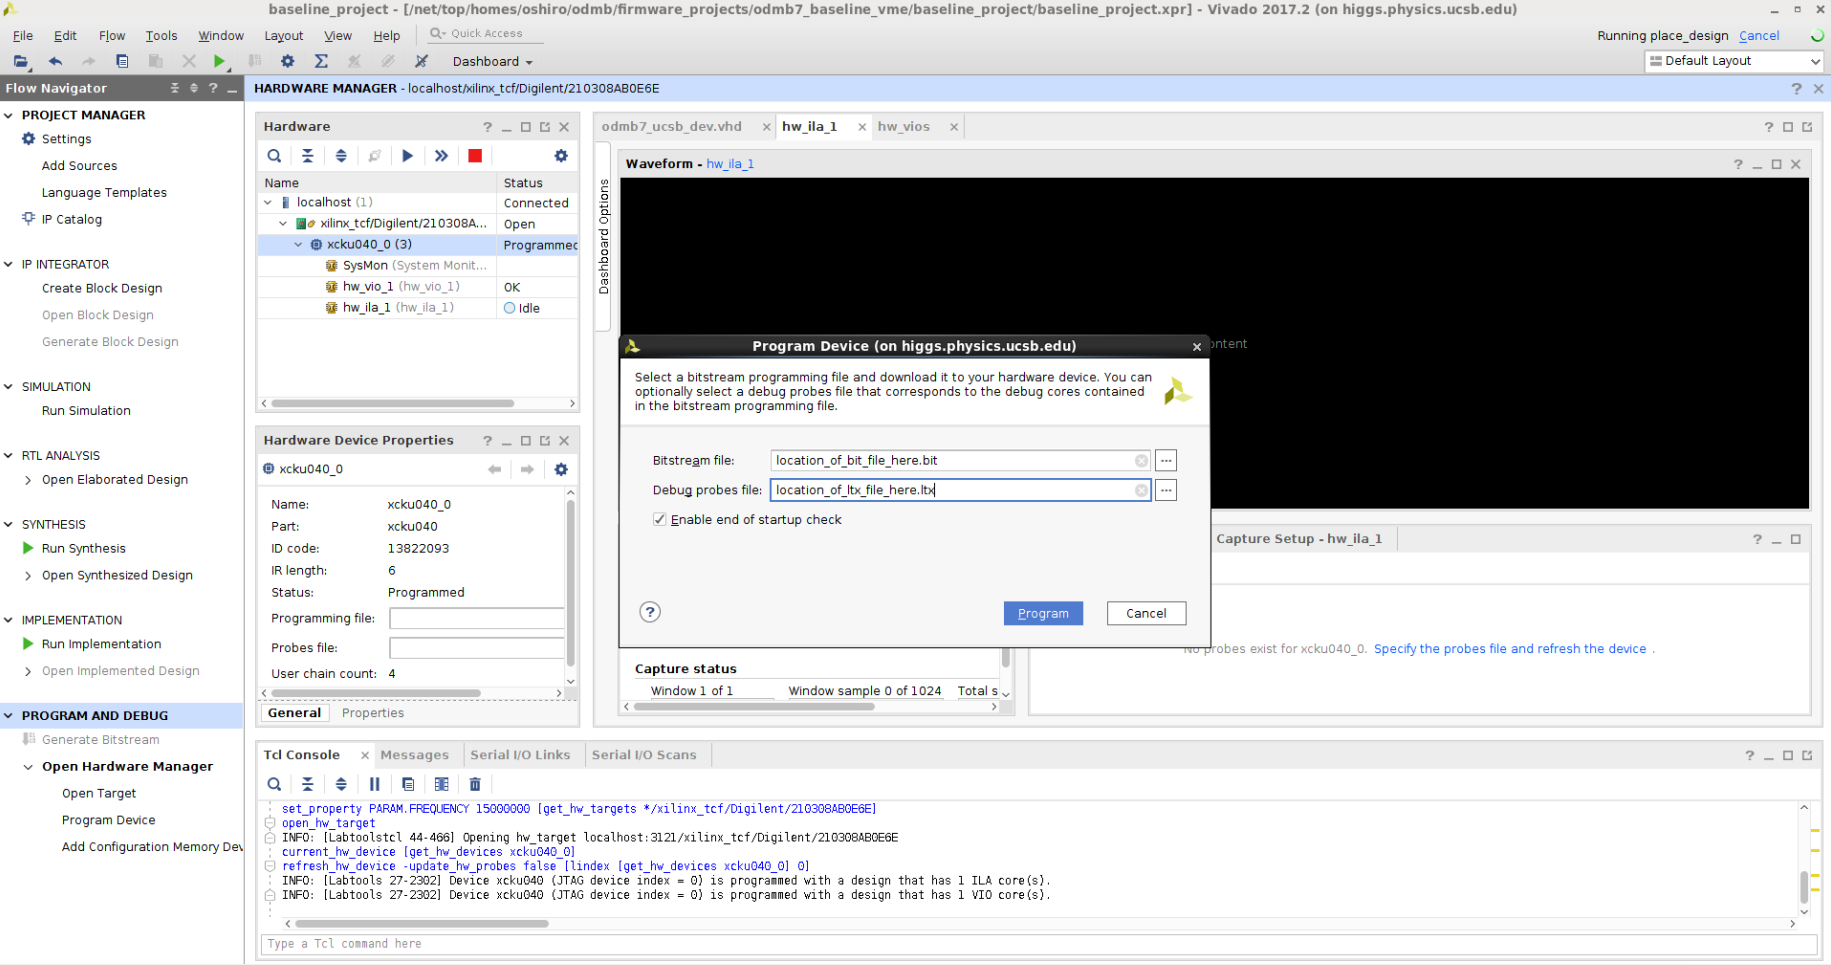 baseline_project - [/net/top/homes/oshiro/odmb/firmware_projects/odmb7_baseline_vme/baseline_project/baseline_project.xpr] - Vivado 2017.2 (on higgs.physics.ucsb.edu)
File Edit Flow Tools Window Layout View Help Quick Access
Running place_design Cancel
Dashboard
Default Layout
Flow Navigator
HARDWARE MANAGER - localhost/xilinx_tcf/Digilent/210308AB0E6E
PROJECT MANAGER
Settings
Add Sources
Language Templates
IP Catalog
IP INTEGRATOR
Create Block Design
Open Block Design
Generate Block Design
SIMULATION
Run Simulation
RTL ANALYSIS
Open Elaborated Design
SYNTHESIS
Run Synthesis
Open Synthesized Design
IMPLEMENTATION
Run Implementation
Open Implemented Design
PROGRAM AND DEBUG
Generate Bitstream
Open Hardware Manager
Open Target
Program Device
Add Configuration Memory Dev
Hardware
Name Status
localhost (1) Connected
xilinx_tcf/Digilent/210308A... Open
xcku040_0 (3) Programmed
SysMon (System Monit...
hw_vio_1 (hw_vio_1) OK
hw_ila_1 (hw_ila_1) Idle
Hardware Device Properties
xcku040_0
Name: xcku040_0
Part: xcku040
ID code: 13822093
IR length: 6
Status: Programmed
Programming file:
Probes file:
User chain count: 4
General Properties
odmb7_ucsb_dev.vhd hw_ila_1 hw_vios
Dashboard Options
Waveform - hw_ila_1
ontent
Program Device (on higgs.physics.ucsb.edu)
Select a bitstream programming file and download it to your hardware device. You can
optionally select a debug probes file that corresponds to the debug cores contained
in the bitstream programming file.
Bitstream file: location_of_bit_file_here.bit
Debug probes file: location_of_ltx_file_here.ltx
Enable end of startup check
Program Cancel
Capture Setup - hw_ila_1
No probes exist for xcku040_0. Specify the probes file and refresh the device .
Capture status
Window 1 of 1 Window sample 0 of 1024 Total s
Tcl Console Messages Serial I/O Links Serial I/O Scans
set_property PARAM.FREQUENCY 15000000 [get_hw_targets */xilinx_tcf/Digilent/210308AB0E6E]
open_hw_target
INFO: [Labtoolstcl 44-466] Opening hw_target localhost:3121/xilinx_tcf/Digilent/210308AB0E6E
current_hw_device [get_hw_devices xcku040_0]
refresh_hw_device -update_hw_probes false [lindex [get_hw_devices xcku040_0] 0]
INFO: [Labtools 27-2302] Device xcku040 (JTAG device index = 0) is programmed with a design that has 1 ILA core(s).
INFO: [Labtools 27-2302] Device xcku040 (JTAG device index = 0) is programmed with a design that has 1 VIO core(s).
Type a Tcl command here